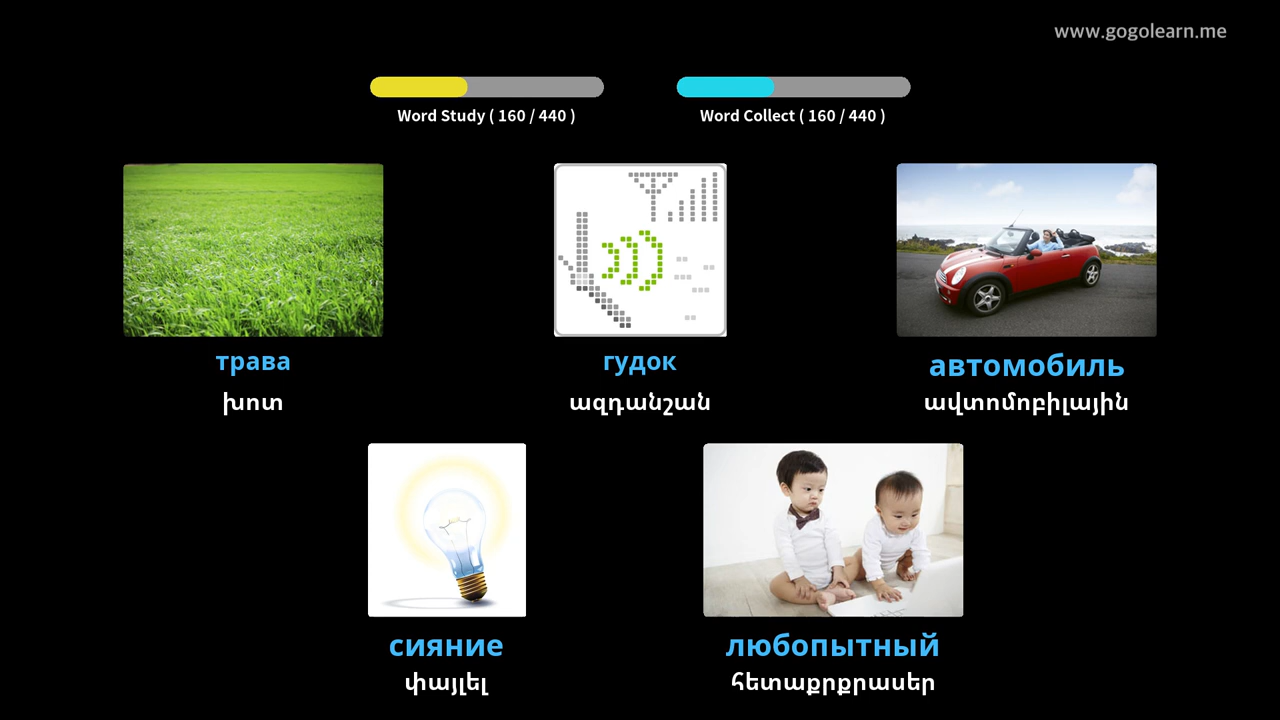 www.gogolearn.me
Word Study ( 160 / 440 )
Word Collect ( 160 / 440 )
трава
խոտ
гудок
ազդանշան
автомобиль
ավտոմոբիլային
сияние
փայլել
любопытный
հետաքրքրասեր